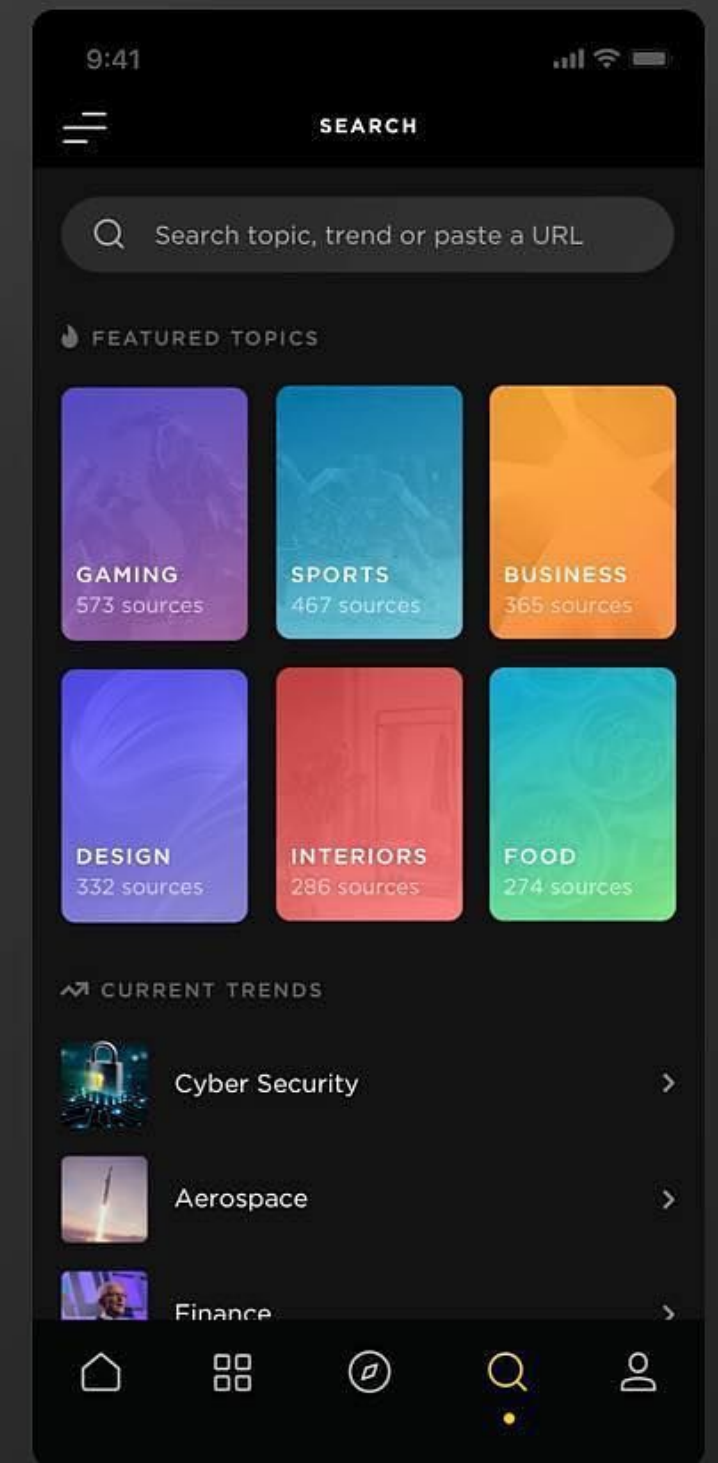 9:41
SEARCH
Search topic, trend or paste a URL
FEATURED TOPICS
GAMING
573 sources
SPORTS
467 sources
BUSINESS
365 sources
DESIGN
332 sources
INTERIORS
286 sources
FOOD
274 sources
CURRENT TRENDS
Cyber Security
Aerospace
Finance